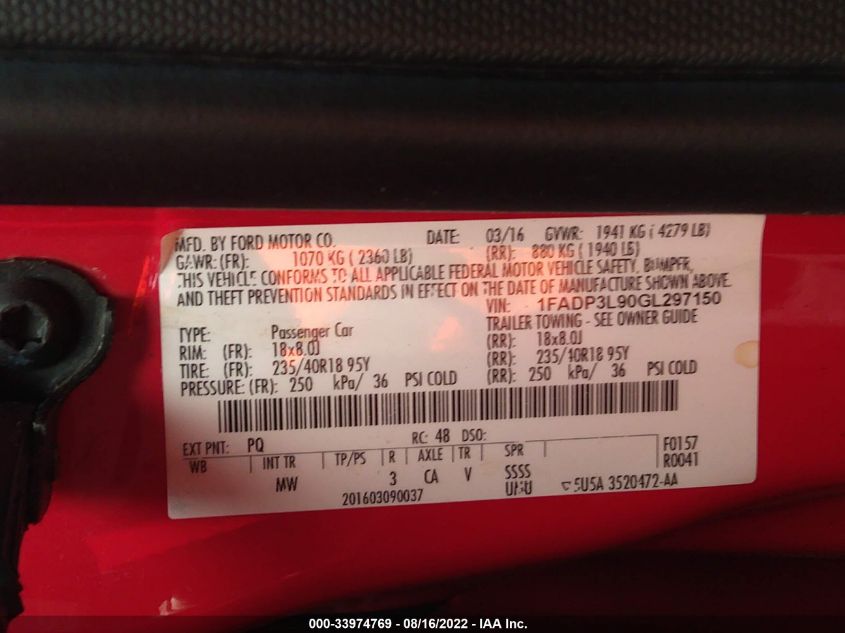 MFD. BY FORD MOTOR CO. DATE: 03/16 GVWR: 1941 KG ( 4279 LB)
GAWR: (FR): 1070 KG ( 2360 LB) (RR): 880 KG ( 1940 LB)
THIS VEHICLE CONFORMS TO ALL APPLICABLE FEDERAL MOTOR VEHICLE SAFETY, BUMPER,
AND THEFT PREVENTION STANDARDS IN EFFECT ON THE DATE OF MANUFACTURE SHOWN ABOVE.
VIN: 1FADP3L90GL297150
TYPE: Passenger Car TRAILER TOWING - SEE OWNER GUIDE
RIM: (FR): 18x8.0J (RR): 18x8.0J
TIRE: (FR): 235/40R18 95Y (RR): 235/40R18 95Y
PRESSURE: (FR): 250 kPa/ 36 PSI COLD (RR): 250 kPa/ 36 PSI COLD
EXT PNT: PQ RC: 48 DSO: F0157
WB INT TR TP/PS R AXLE TR SPR R0041
MW 3 CA V SSSS
201603090037 5U5A 3520472-AA
000-33974769 - 08/16/2022 - IAA Inc.